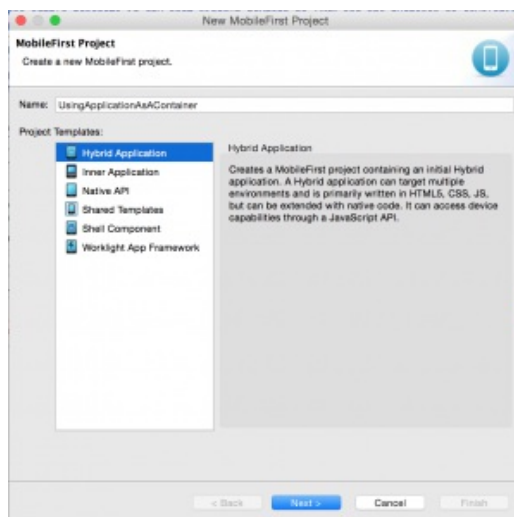 New MobileFirst Project
MobileFirst Project
Create a new MobileFirst project.
Name: UsingApplicationAsAContainer
Project Templates:
Hybrid Application
Inner Application
Native API
Shared Templates
Shell Component
Worklight App Framework
Hybrid Application
Creates a MobileFirst project containing an initial Hybrid
application. A Hybrid application can target multiple
environments and is primarily written in HTML5, CSS, JS,
but can be extended with native code. It can access device
capabilities through a JavaScript API.
< Back
Next >
Cancel
Finish